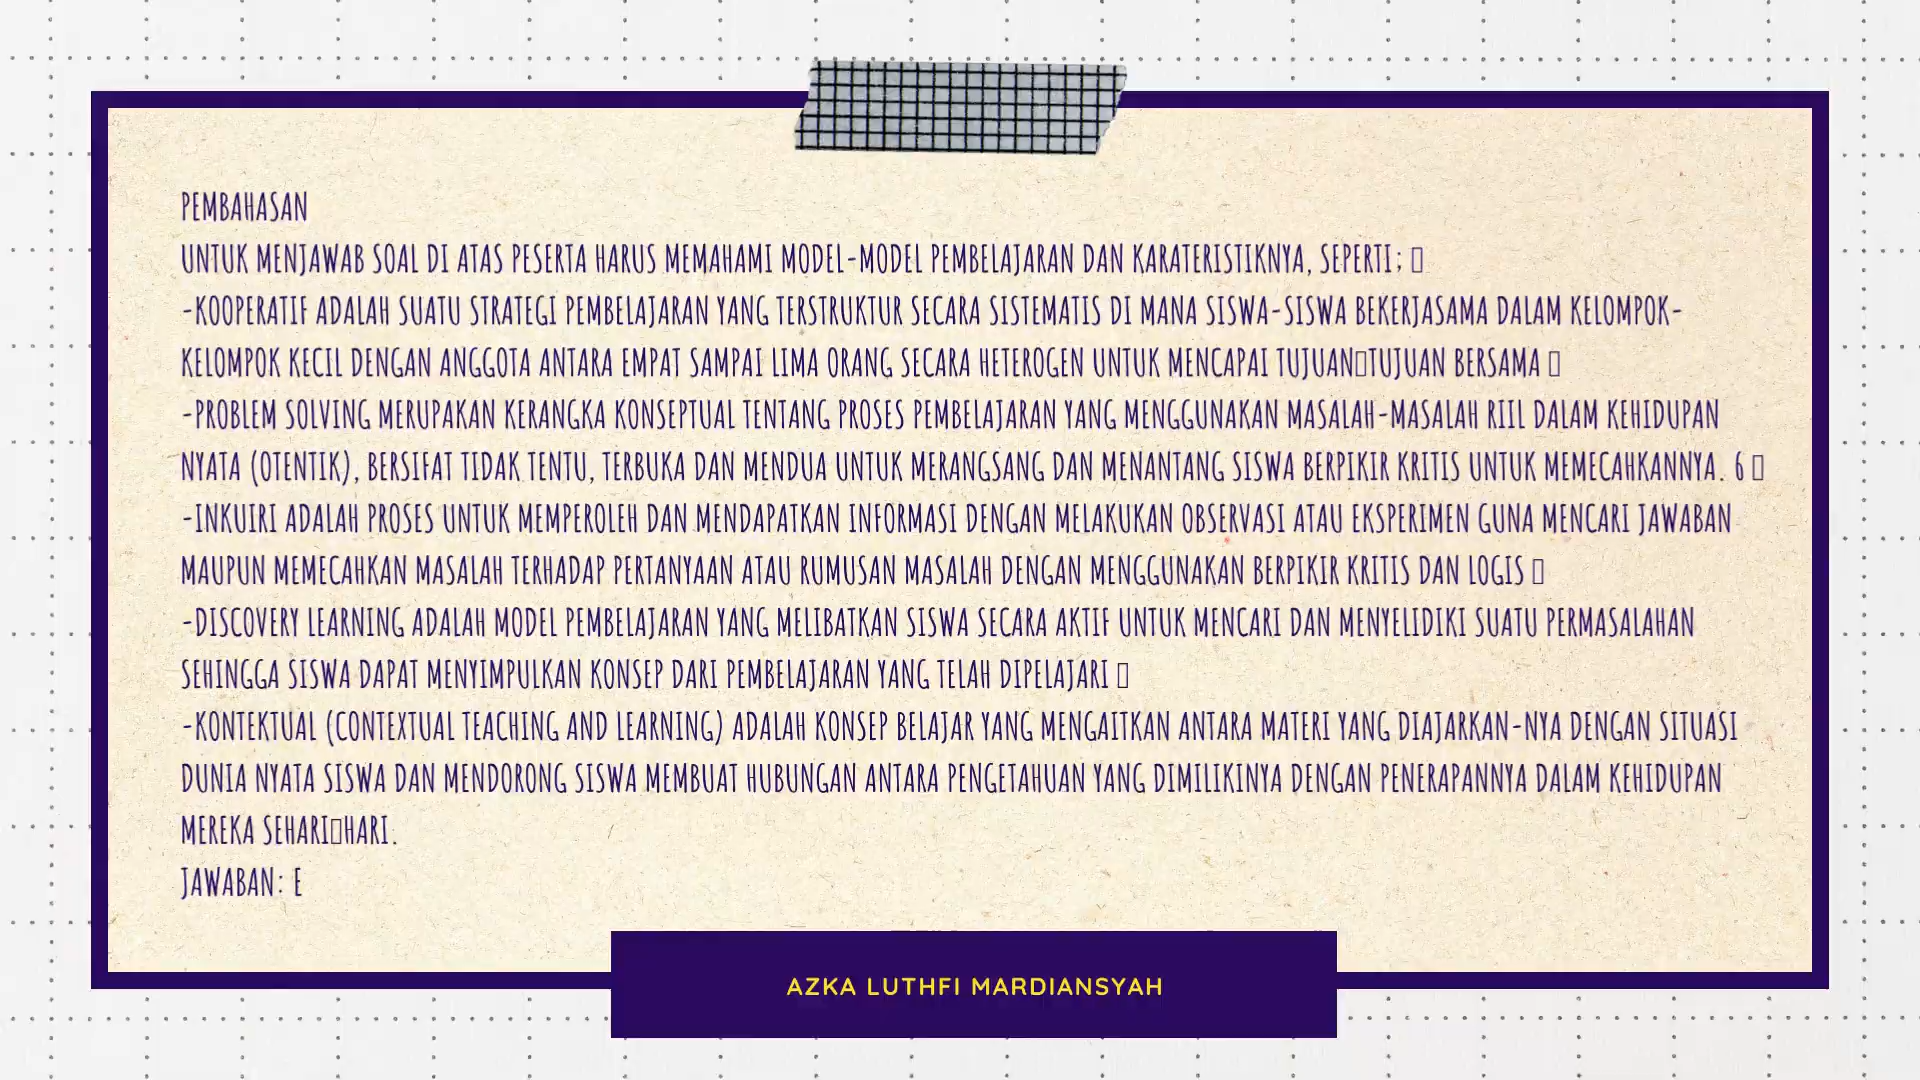 PEMBAHASAN
UNTUK MENJAWAB SOAL DI ATAS PESERTA HARUS MEMAHAMI MODEL-MODEL PEMBELAJARAN DAN KARATERISTIKNYA, SEPERTI; 
-KOOPERATIF ADALAH SUATU STRATEGI PEMBELAJARAN YANG TERSTRUKTUR SECARA SISTEMATIS DI MANA SISWA-SISWA BEKERJASAMA DALAM KELOMPOK-
KELOMPOK KECIL DENGAN ANGGOTA ANTARA EMPAT SAMPAI LIMA ORANG SECARA HETEROGEN UNTUK MENCAPAI TUJUAN▯TUJUAN BERSAMA ▯
-PROBLEM SOLVING MERUPAKAN KERANGKA KONSEPTUAL TENTANG PROSES PEMBELAJARAN YANG MENGGUNAKAN MASALAH-MASALAH RIIL DALAM KEHIDUPAN
NYATA (OTENTIK), BERSIFAT TIDAK TENTU, TERBUKA DAN MENDUA UNTUK MERANGSANG DAN MENANTANG SISWA BERPIKIR KRITIS UNTUK MEMECAHKANNYA. 6 ▯
-INKUIRI ADALAH PROSES UNTUK MEMPEROLEH DAN MENDAPATKAN INFORMASI DENGAN MELAKUKAN OBSERVASI ATAU EKSPERIMEN GUNA MENCARI JAWABAN
MAUPUN MEMECAHKAN MASALAH TERHADAP PERTANYAAN ATAU RUMUSAN MASALAH DENGAN MENGGUNAKAN BERPIKIR KRITIS DAN LOGIS ▯
-DISCOVERY LEARNING ADALAH MODEL PEMBELAJARAN YANG MELIBATKAN SISWA SECARA AKTIF UNTUK MENCARI DAN MENYELIDIKI SUATU PERMASALAHAN
SEHINGGA SISWA DAPAT MENYIMPULKAN KONSEP DARI PEMBELAJARAN YANG TELAH DIPELAJARI ▯
-KONTEKTUAL (CONTEXTUAL TEACHING AND LEARNING) ADALAH KONSEP BELAJAR YANG MENGAITKAN ANTARA MATERI YANG DIAJARKAN-NYA DENGAN SITUASI
DUNIA NYATA SISWA DAN MENDORONG SISWA MEMBUAT HUBUNGAN ANTARA PENGETAHUAN YANG DIMILIKINYA DENGAN PENERAPANNYA DALAM KEHIDUPAN
MEREKA SEHARI▯HARI.
JAWABAN: E
AZKA LUTHFI MARDIANSYAH